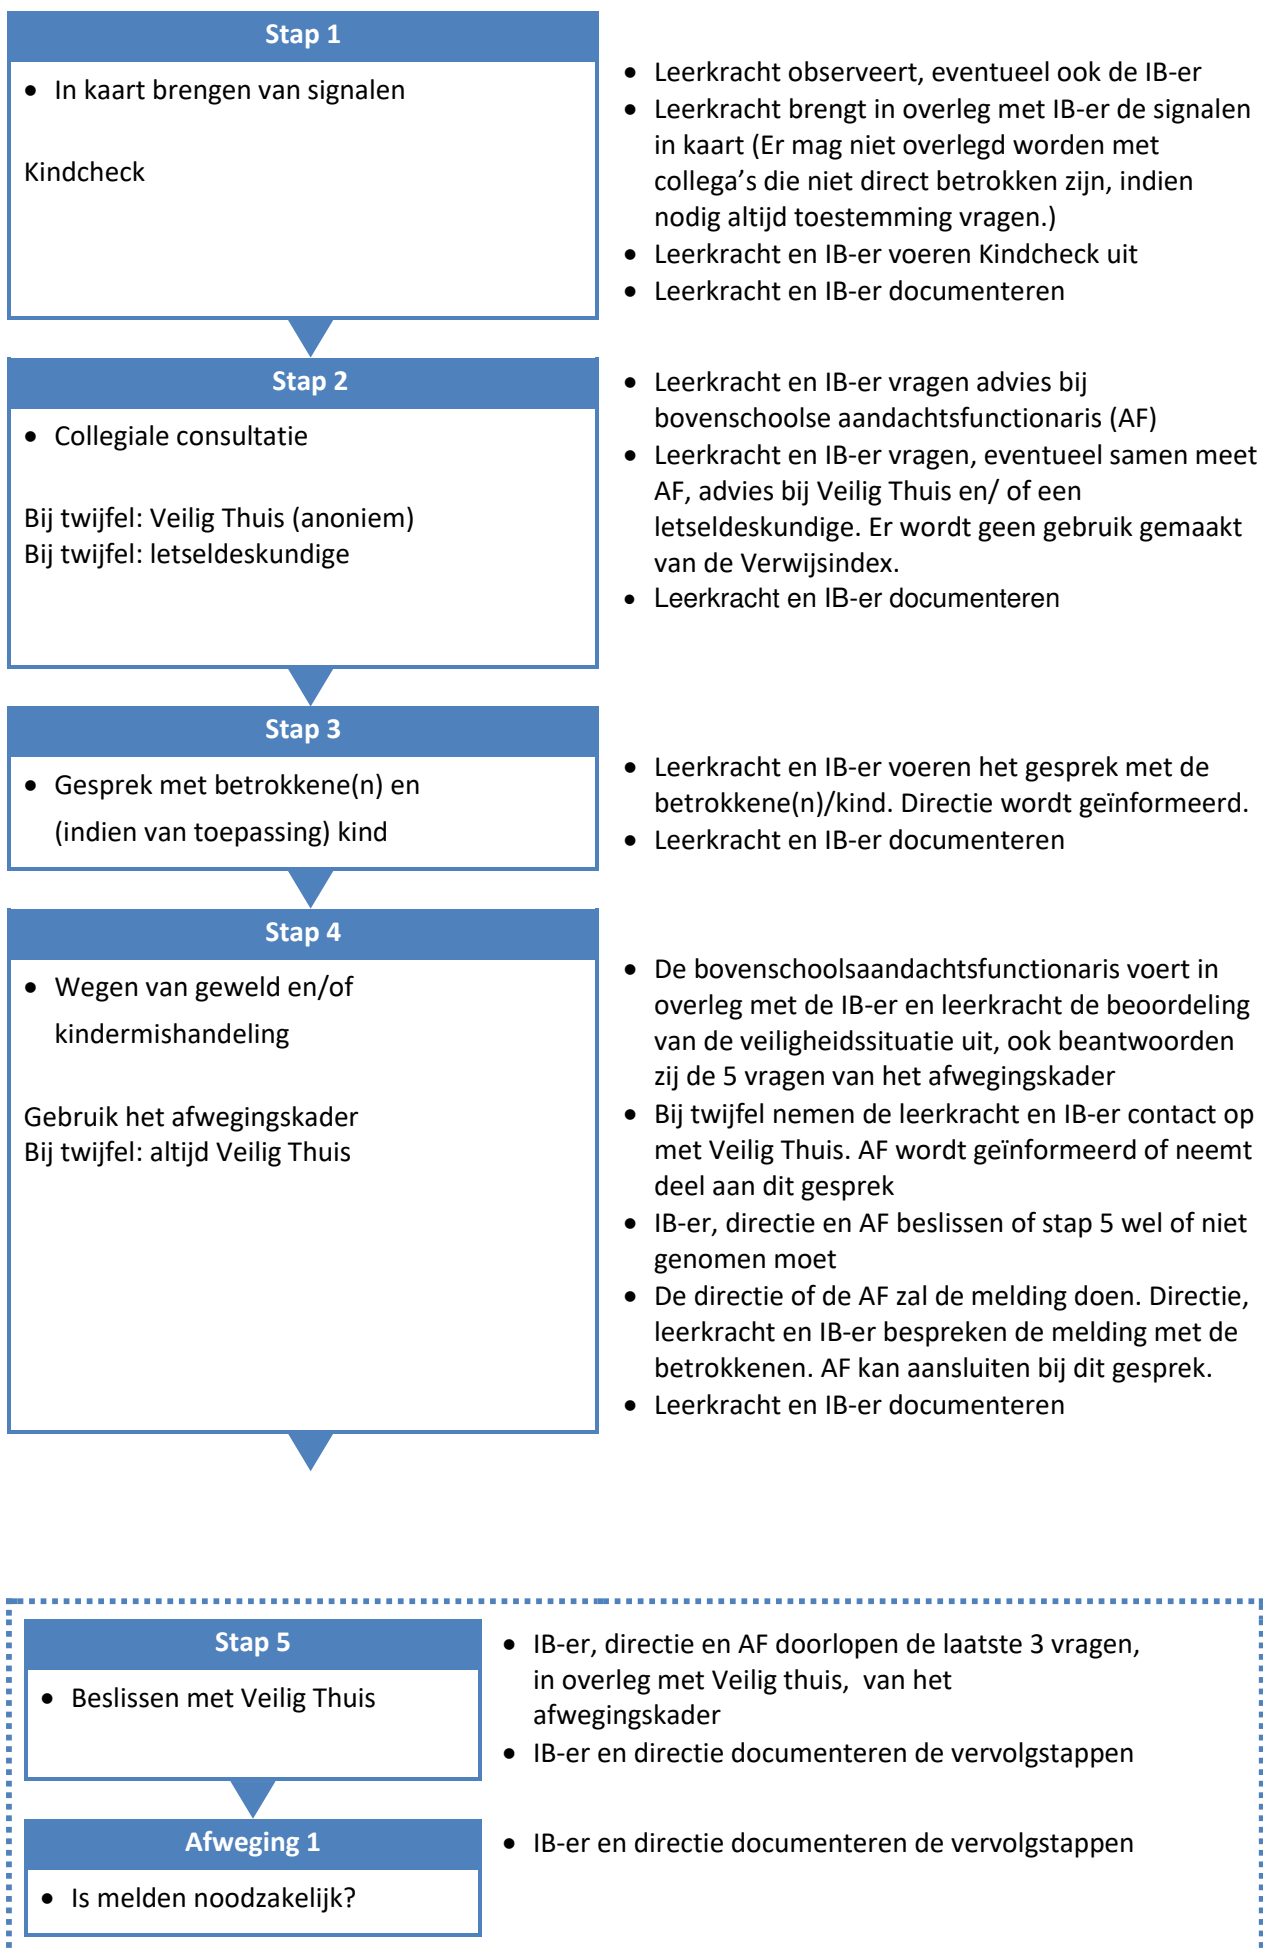 Stap 1
• In kaart brengen van signalen
Kindcheck
• Leerkracht observeert, eventueel ook de IB-er
• Leerkracht brengt in overleg met IB-er de signalen
in kaart (Er mag niet overlegd worden met
collega’s die niet direct betrokken zijn, indien
nodig altijd toestemming vragen.)
• Leerkracht en IB-er voeren Kindcheck uit
• Leerkracht en IB-er documenteren
Stap 2
• Collegiale consultatie
Bij twijfel: Veilig Thuis (anoniem)
Bij twijfel: letseldeskundige
• Leerkracht en IB-er vragen advies bij
bovenschoolse aandachtsfunctionaris (AF)
• Leerkracht en IB-er vragen, eventueel samen meet
AF, advies bij Veilig Thuis en/ of een
letseldeskundige. Er wordt geen gebruik gemaakt
van de Verwijsindex.
• Leerkracht en IB-er documenteren
Stap 3
• Gesprek met betrokkene(n) en
(indien van toepassing) kind
• Leerkracht en IB-er voeren het gesprek met de
betrokkene(n)/kind. Directie wordt geïnformeerd.
• Leerkracht en IB-er documenteren
Stap 4
• Wegen van geweld en/of
kindermishandeling
Gebruik het afwegingskader
Bij twijfel: altijd Veilig Thuis
• De bovenschoolsaandachtsfunctionaris voert in
overleg met de IB-er en leerkracht de beoordeling
van de veiligheidssituatie uit, ook beantwoorden
zij de 5 vragen van het afwegingskader
• Bij twijfel nemen de leerkracht en IB-er contact op
met Veilig Thuis. AF wordt geïnformeerd of neemt
deel aan dit gesprek
• IB-er, directie en AF beslissen of stap 5 wel of niet
genomen moet
• De directie of de AF zal de melding doen. Directie,
leerkracht en IB-er bespreken de melding met de
betrokkenen. AF kan aansluiten bij dit gesprek.
• Leerkracht en IB-er documenteren
Stap 5
• Beslissen met Veilig Thuis
• IB-er, directie en AF doorlopen de laatste 3 vragen,
in overleg met Veilig thuis, van het
afwegingskader
• IB-er en directie documenteren de vervolgstappen
Afweging 1
• Is melden noodzakelijk?
• IB-er en directie documenteren de vervolgstappen